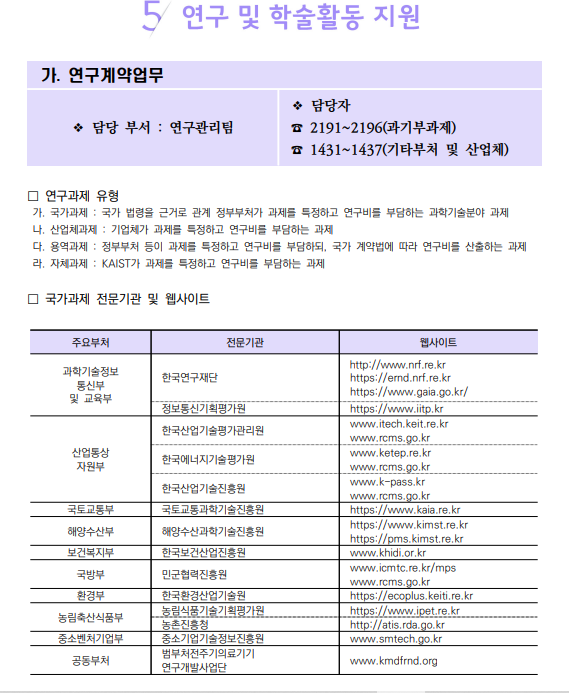 5 연구 및 학술활동 지원
가. 연구계약업무
❖ 담당 부서 : 연구관리팀
❖ 담당자
☎ 2191~2196(과기부과제)
☎ 1431~1437(기타부처 및 산업체)
□ 연구과제 유형
가. 국가과제 : 국가 법령을 근거로 관계 정부부처가 과제를 특정하고 연구비를 부담하는 과학기술분야 과제
나. 산업체과제 : 기업체가 과제를 특정하고 연구비를 부담하는 과제
다. 용역과제 : 정부부처 등이 과제를 특정하고 연구비를 부담하되, 국가 계약법에 따라 연구비를 산출하는 과제
라. 자체과제 : KAIST가 과제를 특정하고 연구비를 부담하는 과제
□ 국가과제 전문기관 및 웹사이트
주요부처 전문기관 웹사이트
과학기술정보
통신부
및 교육부
한국연구재단
http://www.nrf.re.kr
https://ernd.nrf.re.kr
https://www.gaia.go.kr/
정보통신기획평가원 https://www.iitp.kr
산업통상
자원부
한국산업기술평가관리원
www.itech.keit.re.kr
www.rcms.go.kr
한국에너지기술평가원
www.ketep.re.kr
www.rcms.go.kr
한국산업기술진흥원
www.k-pass.kr
www.rcms.go.kr
국토교통부 국토교통과학기술진흥원 https://www.kaia.re.kr
해양수산부 해양수산과학기술진흥원
https://www.kimst.re.kr
https://pms.kimst.re.kr
보건복지부 한국보건산업진흥원 www.khidi.or.kr
국방부 민군협력진흥원
www.icmtc.re.kr/mps
www.rcms.go.kr
환경부 한국환경산업기술원 https://ecoplus.keiti.re.kr
농림축산식품부
농림식품기술기획평가원 https://www.ipet.re.kr
농촌진흥청 http://atis.rda.go.kr
중소벤처기업부 중소기업기술정보진흥원 www.smtech.go.kr
공동부처
범부처전주기의료기기
연구개발사업단
www.kmdfrnd.org